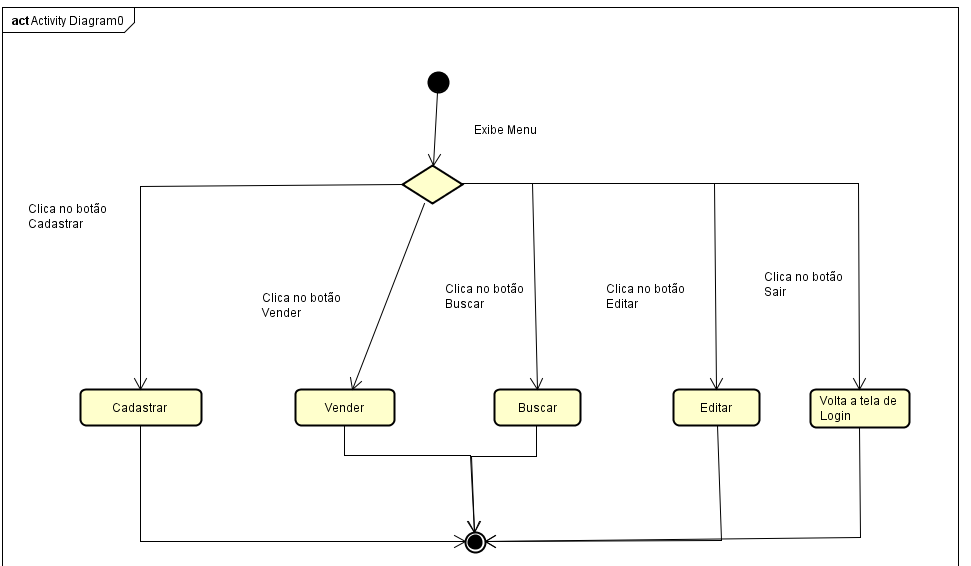 act Activity Diagram0
Exibe Menu
Clica no botão
Cadastrar
Clica no botão
Vender
Clica no botão
Buscar
Clica no botão
Editar
Clica no botão
Sair
Cadastrar
Vender
Buscar
Editar
Volta a tela de
Login